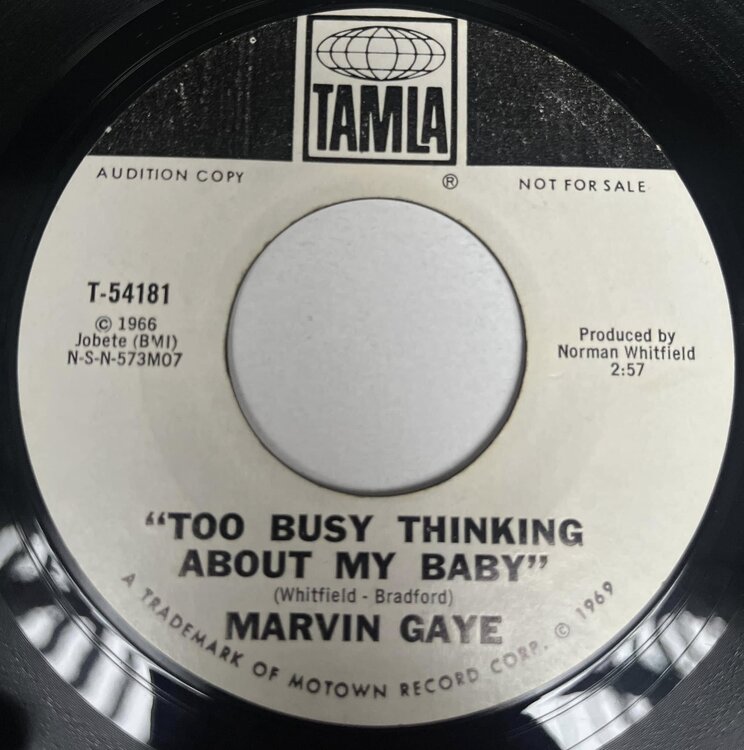 TAMLA
AUDITION COPY
®
NOT FOR SALE
T-54181
© 1966
Jobete (BMI)
N-S-N-573M07
Produced by
Norman Whitfield
2:57
"TOO BUSY THINKING
ABOUT MY BABY"
(Whitfield - Bradford)
MARVIN GAYE
A TRADEMARK OF MOTOWN RECORD CORP. © 1969